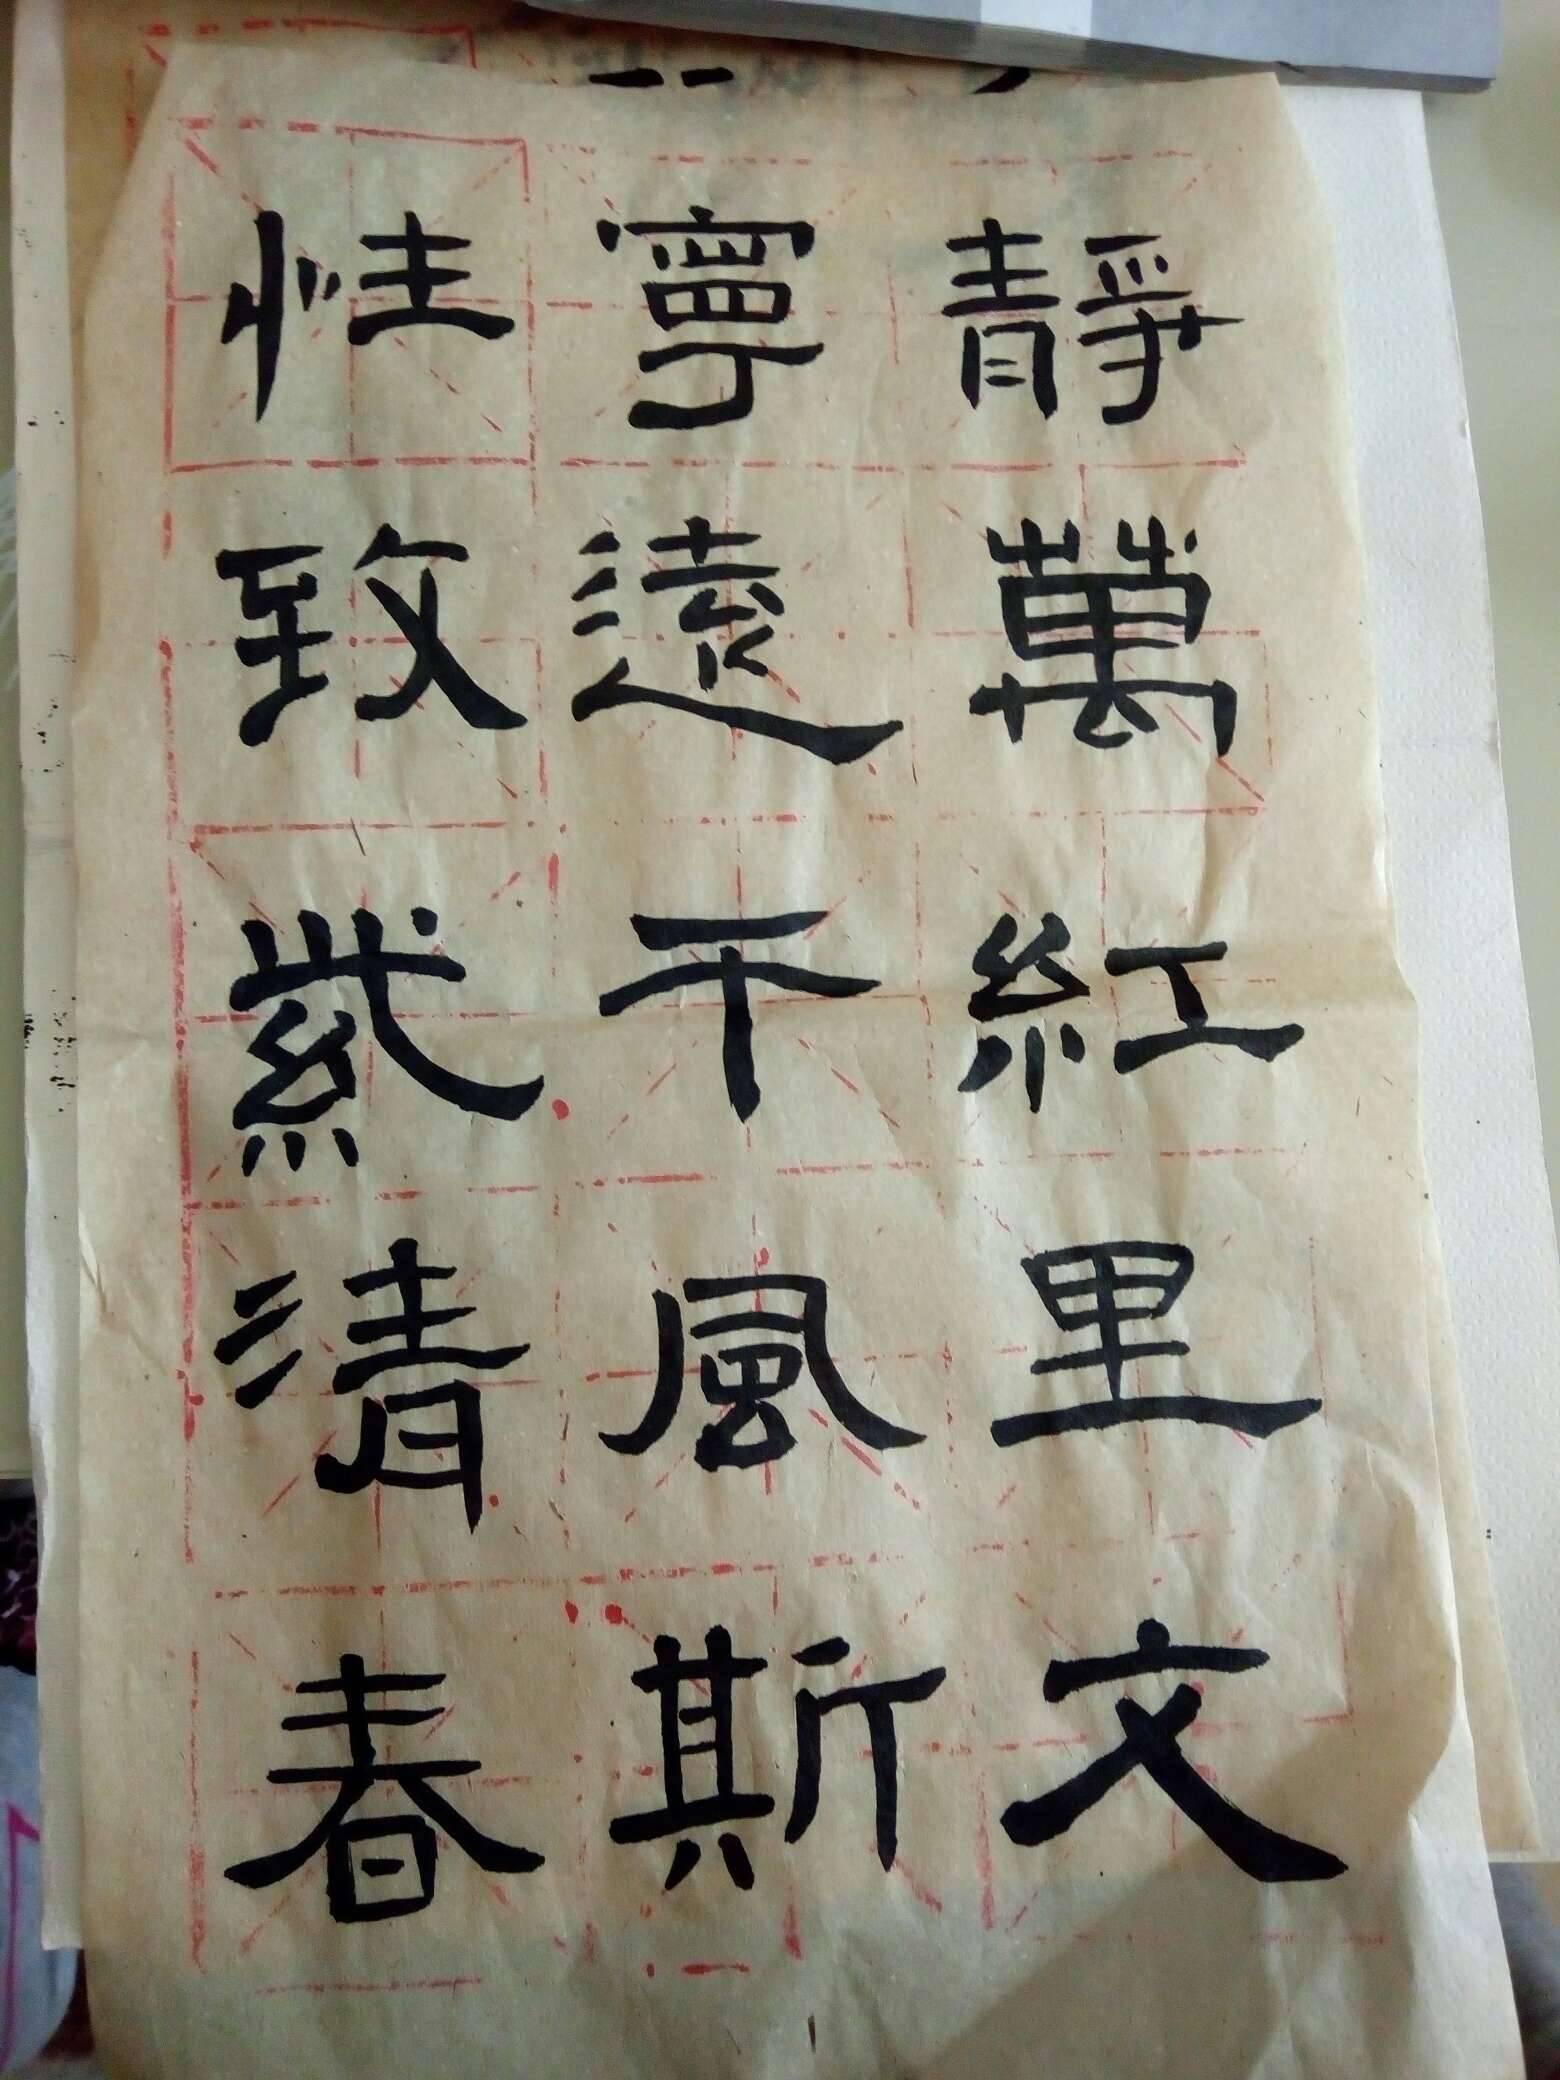 性寧靜
致遠萬
紫千紅
清風里
春斯文